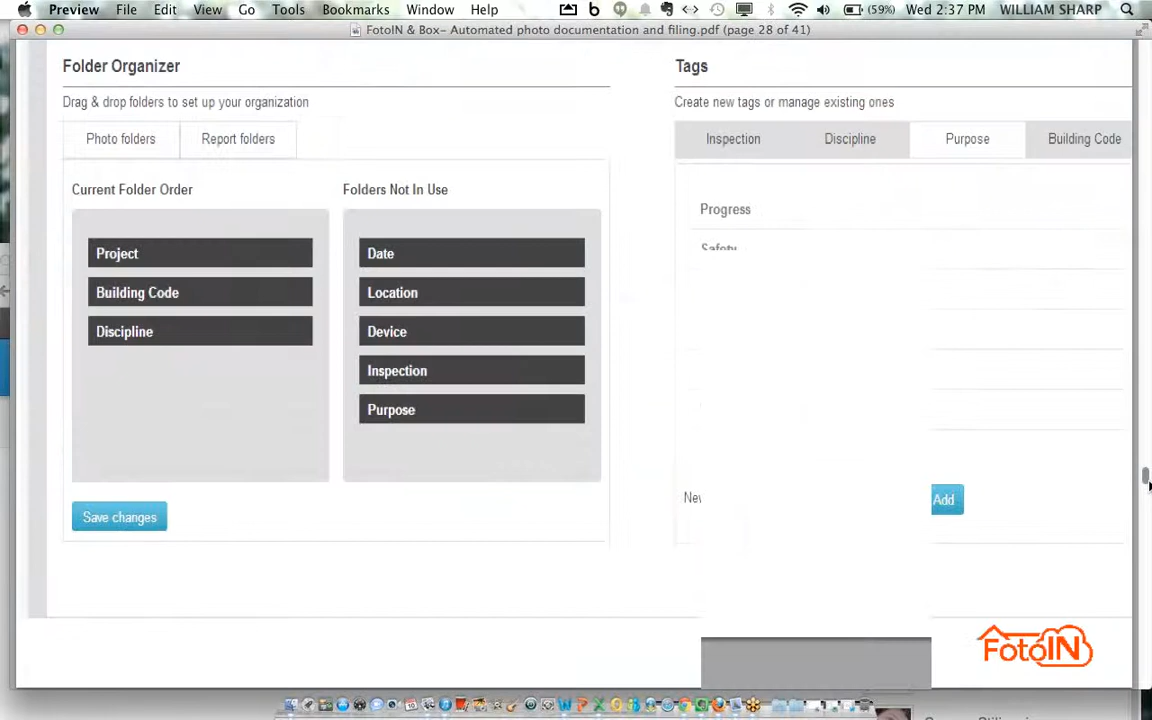 Preview File Edit View Go Tools Bookmarks Window Help (59%) Wed 2:37 PM WILLIAM SHARP
FotoIN & Box– Automated photo documentation and filing.pdf (page 28 of 41)
Folder Organizer
Drag & drop folders to set up your organization
Photo folders Report folders
Current Folder Order Folders Not In Use
Project
Building Code
Discipline
Date
Location
Device
Inspection
Purpose
Save changes
Tags
Create new tags or manage existing ones
Inspection Discipline Purpose Building Code
Progress
Safety
Add
FotoIN